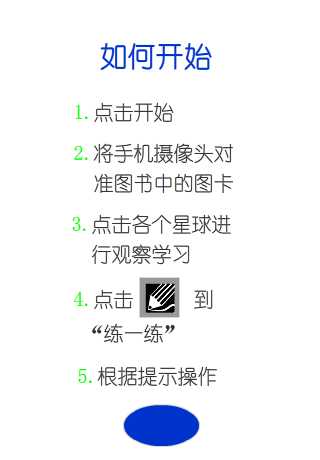 如何开始
1.点击开始
2.将手机摄像头对
准图书中的图卡
3.点击各个星球进
行观察学习
4.点击 到
“练一练”
5.根据提示操作